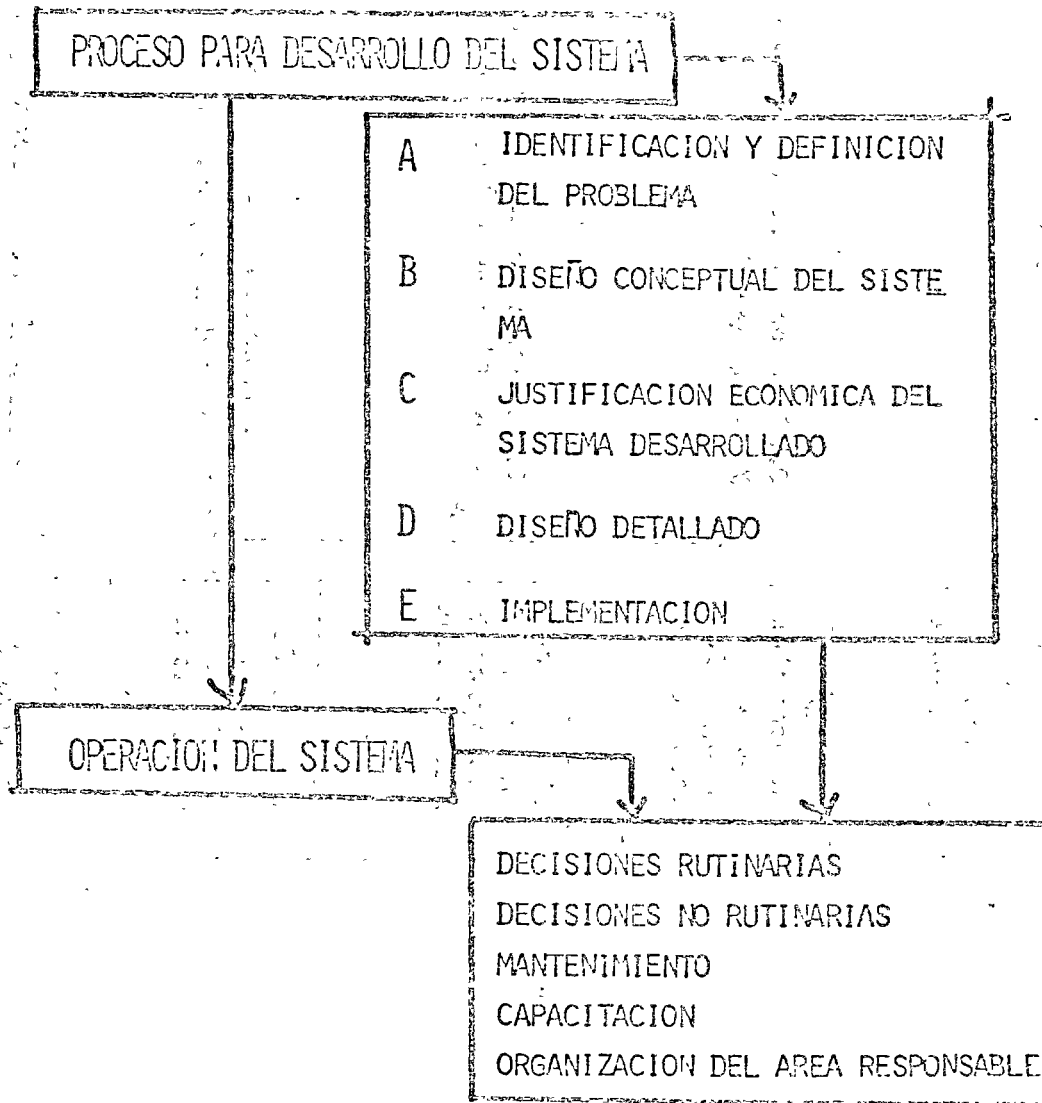 PROCESO PARA DESARROLLO DEL SISTEMA
A IDENTIFICACION Y DEFINICION
DEL PROBLEMA
B DISEÑO CONCEPTUAL DEL SISTE
MA
C JUSTIFICACION ECONOMICA DEL
SISTEMA DESARROLLADO
D DISEÑO DETALLADO
E IMPLEMENTACION
OPERACION DEL SISTEMA
DECISIONES RUTINARIAS
DECISIONES NO RUTINARIAS
MANTENIMIENTO
CAPACITACION
ORGANIZACION DEL AREA RESPONSABLE